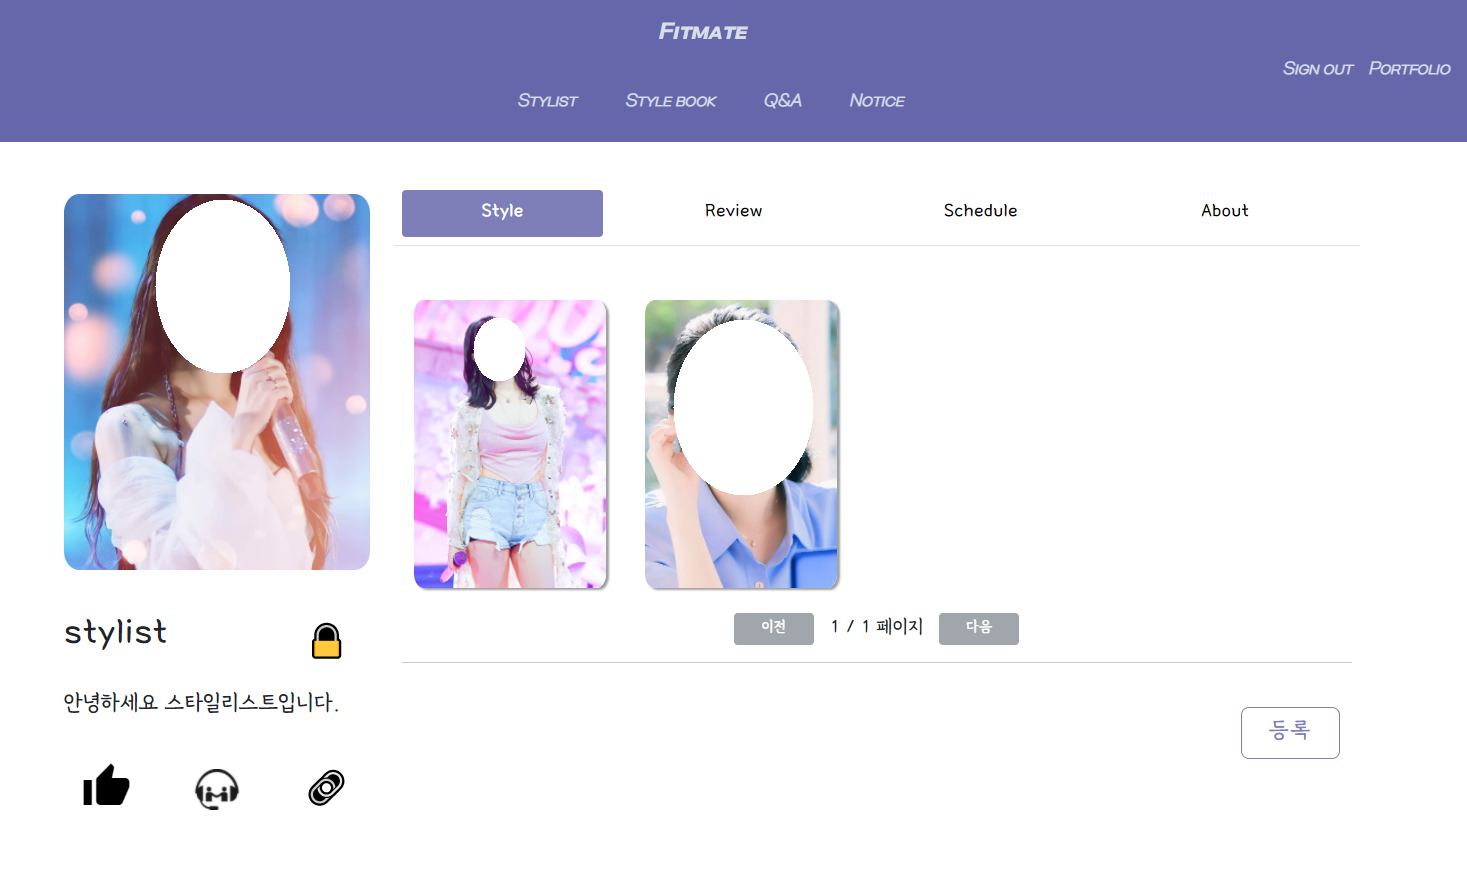 Fitmate
Sign out Portfolio
Stylist Style book Q&A Notice
Style Review Schedule About
이전 1 / 1 페이지 다음
stylist
안녕하세요 스타일리스트입니다.
등록